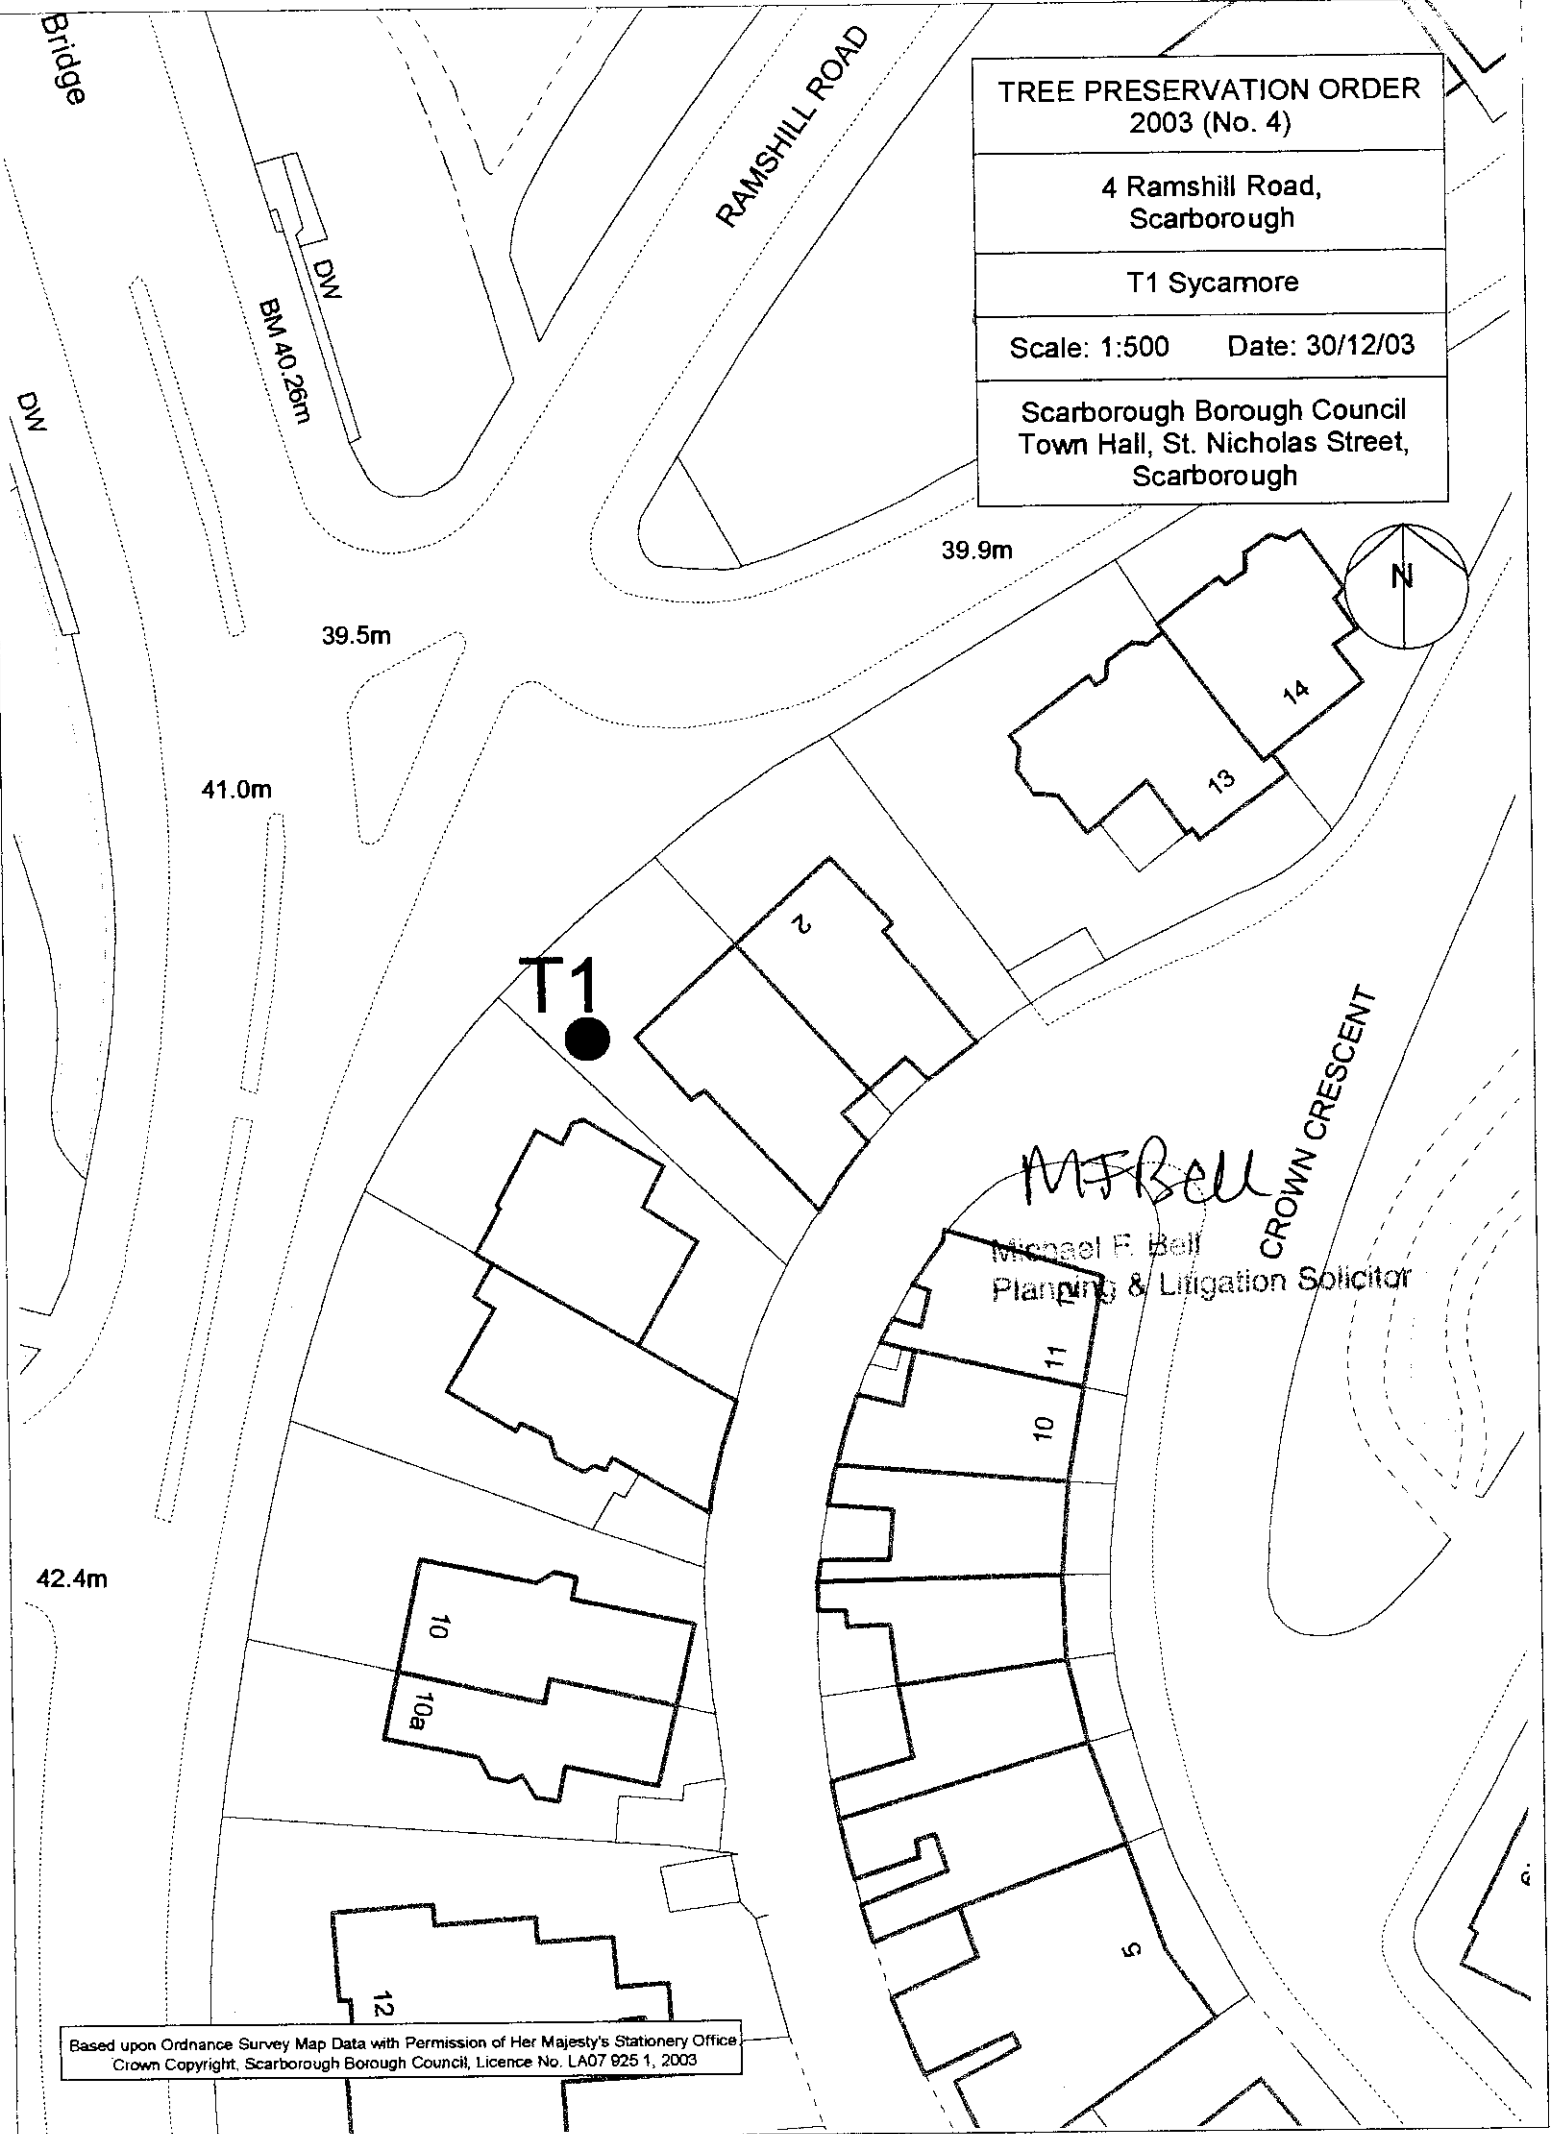 Bridge
RAMSHILL ROAD
TREE PRESERVATION ORDER
2003 (No. 4)
4 Ramshill Road,
Scarborough
T1 Sycamore
Scale: 1:500 Date: 30/12/03
Scarborough Borough Council
Town Hall, St. Nicholas Street,
Scarborough
N
DW
BM 40.26m
DW
39.9m
39.5m
41.0m
14
13
2
T1
CROWN CRESCENT
MFBell
Michael F. Bell
Planning & Litigation Solicitor
12
11
10
42.4m
10
10a
5
12
Based upon Ordnance Survey Map Data with Permission of Her Majesty's Stationery Office
Crown Copyright, Scarborough Borough Council, Licence No. LA07 925 1, 2003